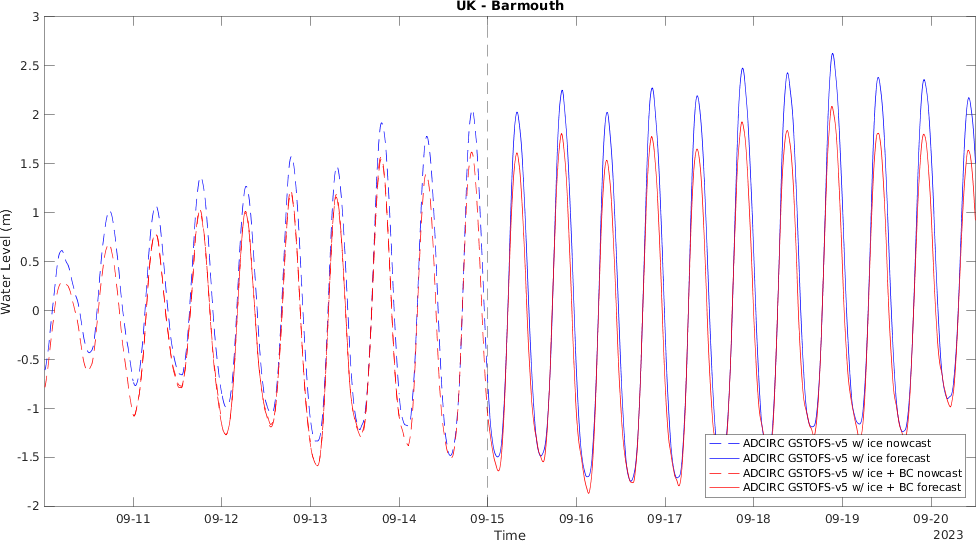 UK - Barmouth
3
2.5
2
1.5
1
0.5
0
-0.5
-1
-1.5
-2
Water Level (m)
ADCIRC GSTOFS-v5 w/ ice nowcast
ADCIRC GSTOFS-v5 w/ ice forecast
ADCIRC GSTOFS-v5 w/ ice + BC nowcast
ADCIRC GSTOFS-v5 w/ ice + BC forecast
09-11 09-12 09-13 09-14 09-15 09-16 09-17 09-18 09-19 09-20
Time
2023